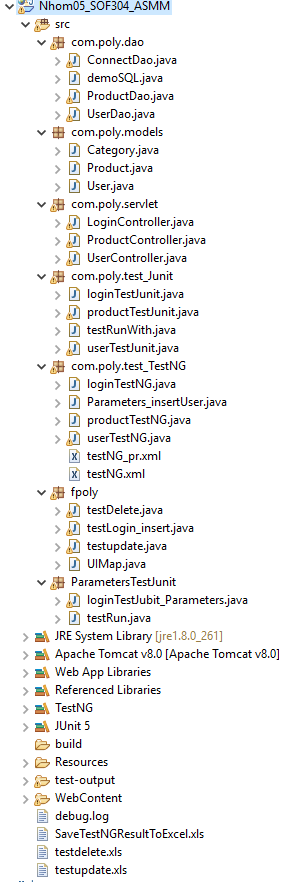 Nhom05_SOF304_ASMM
src
com.poly.dao
ConnectDao.java
demoSQL.java
ProductDao.java
UserDao.java
com.poly.models
Category.java
Product.java
User.java
com.poly.servlet
LoginController.java
ProductController.java
UserController.java
com.poly.test_Junit
loginTestJunit.java
productTestJunit.java
testRunWith.java
userTestJunit.java
com.poly.test_TestNG
loginTestNG.java
Parameters_insertUser.java
productTestNG.java
userTestNG.java
testNG_pr.xml
testNG.xml
fpoly
testDelete.java
testLogin_insert.java
testupdate.java
UIMap.java
ParametersTestJunit
loginTestJubit_Parameters.java
testRun.java
JRE System Library [jre1.8.0_261]
Apache Tomcat v8.0 [Apache Tomcat v8.0]
Web App Libraries
Referenced Libraries
TestNG
JUnit 5
build
Resources
test-output
WebContent
debug.log
SaveTestNGResultToExcel.xls
testdelete.xls
testupdate.xls